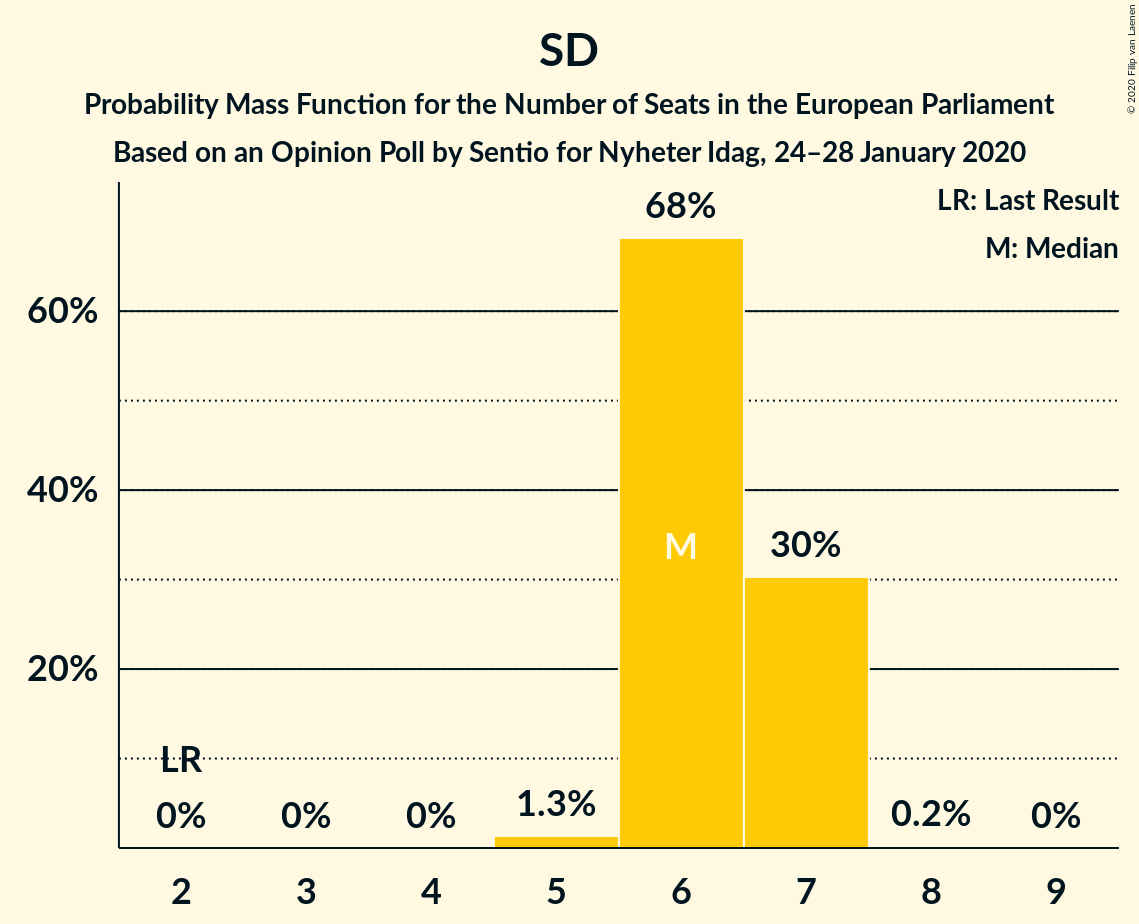 SD
Probability Mass Function for the Number of Seats in the European Parliament
Based on an Opinion Poll by Sentio for Nyheter Idag, 24–28 January 2020
© 2020 Filip van Laenen
LR: Last Result
M: Median
68%
60%
40%
M
30%
20%
LR
0%
0%
0%
1.3%
0.2%
0%
2
3
4
5
6
7
8
9